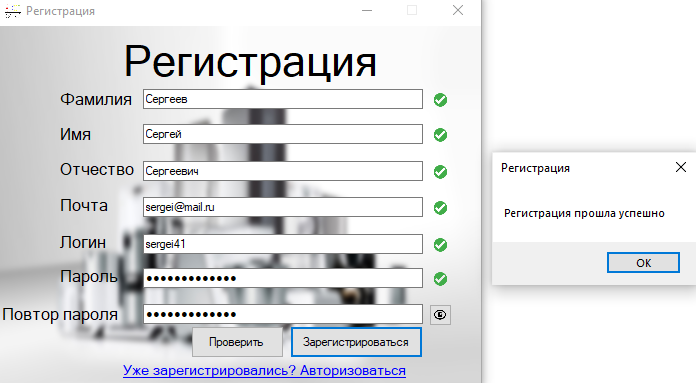 Регистрация
Регистрация
Фамилия Сергеев
Имя Сергей
Отчество Сергеевич
Почта sergei@mail.ru
Логин sergei41
Пароль •••••••••••••
Повтор пароля •••••••••••••
Проверить Зарегистрироваться
Уже зарегистрировались? Авторизоваться
Регистрация
Регистрация прошла успешно
OK